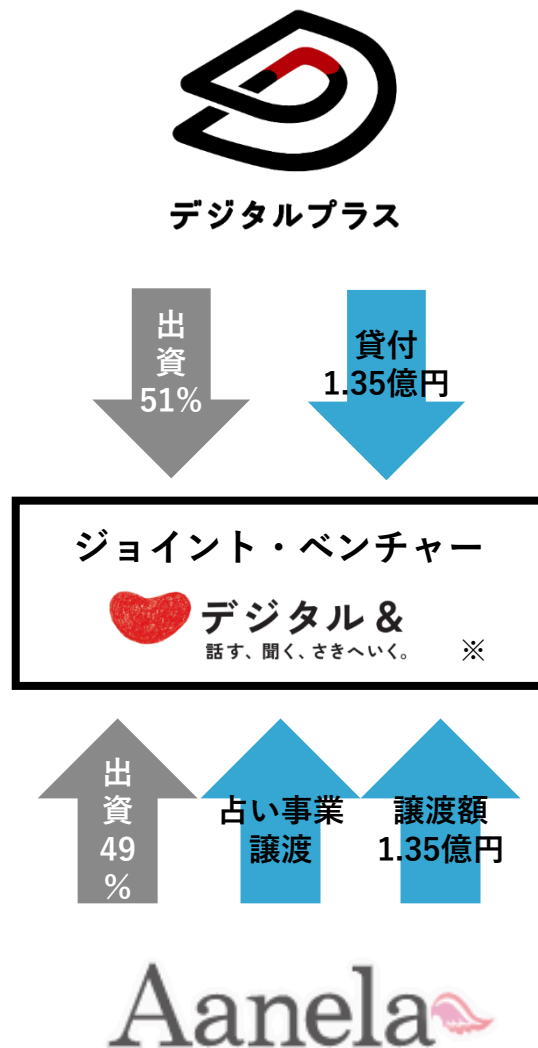 デジタルプラス
出
資
51%
貸付
1.35億円
ジョイント・ベンチャー
デジタル &
話す、聞く、さきへいく。
※
出
資
49
%
占い事業
譲渡
譲渡額
1.35億円
Aanela